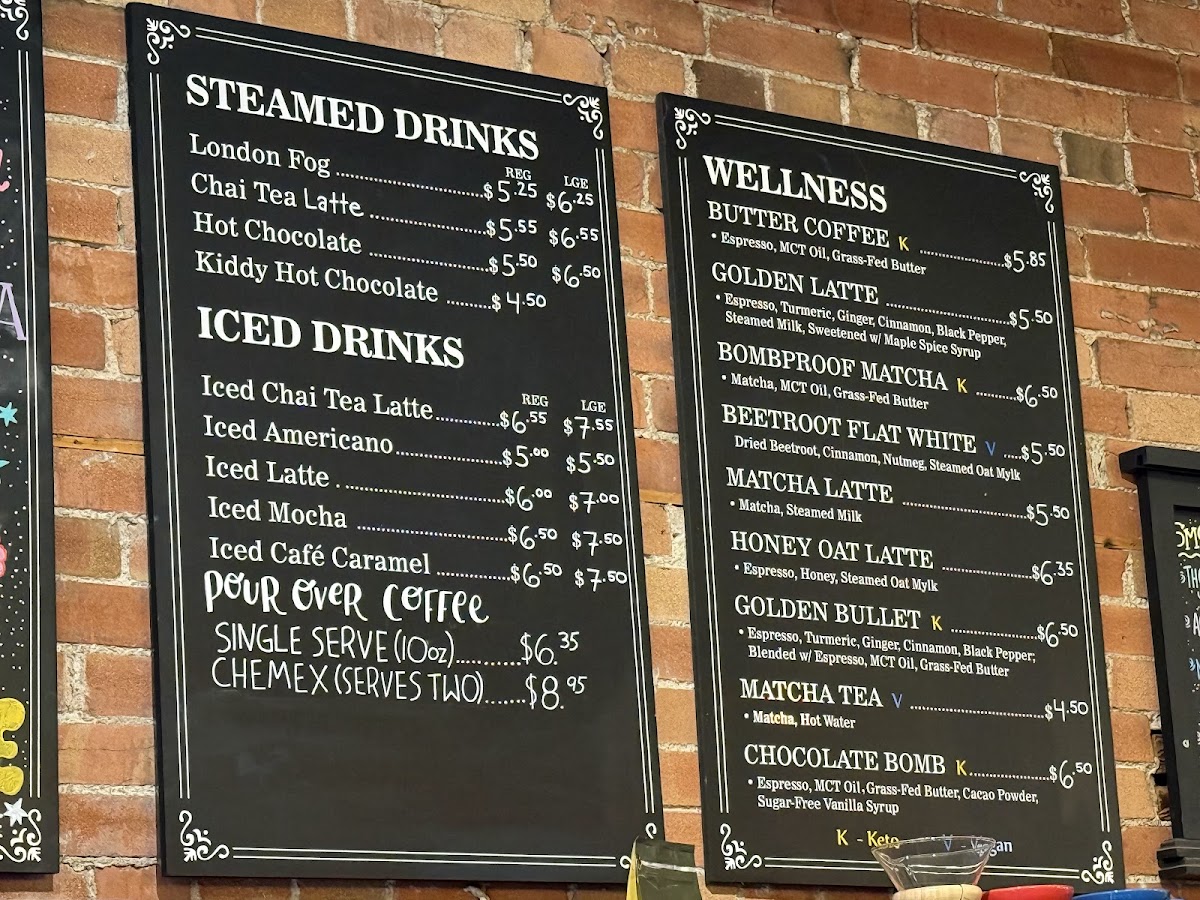 STEAMED DRINKS
REG LGE
London Fog ........ $5.25 $6.25
Chai Tea Latte ........ $5.55 $6.55
Hot Chocolate ........ $5.50 $6.50
Kiddy Hot Chocolate ........ $4.50
ICED DRINKS
REG LGE
Iced Chai Tea Latte ........ $6.55 $7.55
Iced Americano ........ $5.00 $5.50
Iced Latte ........ $6.00 $7.00
Iced Mocha ........ $6.50 $7.50
Iced Café Caramel ........ $6.50 $7.50
POUR OVER COFFEE
SINGLE SERVE (10oz) ........ $6.35
CHEMEX (SERVES TWO) ...... $8.95
WELLNESS
BUTTER COFFEE K ........ $5.85
• Espresso, MCT Oil, Grass-Fed Butter
GOLDEN LATTE ........ $5.50
• Espresso, Turmeric, Ginger, Cinnamon, Black Pepper,
Steamed Milk, Sweetened w/ Maple Spice Syrup
BOMBPROOF MATCHA K ........ $6.50
• Matcha, MCT Oil, Grass-Fed Butter
BEETROOT FLAT WHITE V ..... $5.50
Dried Beetroot, Cinnamon, Nutmeg, Steamed Oat Mylk
MATCHA LATTE ........ $5.50
• Matcha, Steamed Milk
HONEY OAT LATTE ........ $6.35
• Espresso, Honey, Steamed Oat Mylk
GOLDEN BULLET K ........ $6.50
• Espresso, Turmeric, Ginger, Cinnamon, Black Pepper;
Blended w/ Espresso, MCT Oil, Grass-Fed Butter
MATCHA TEA V ........ $4.50
• Matcha, Hot Water
CHOCOLATE BOMB K ........ $6.50
• Espresso, MCT Oil, Grass-Fed Butter, Cacao Powder,
Sugar-Free Vanilla Syrup
K - Keto V Vegan